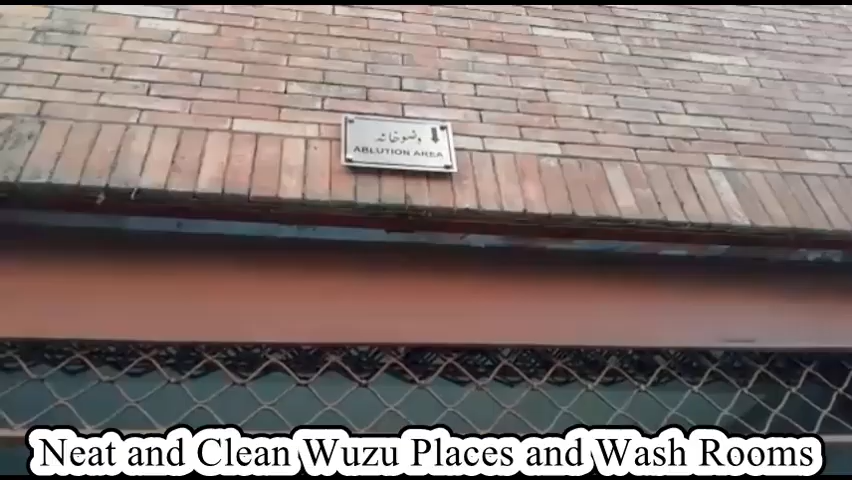 وضوخانہ
ABLUTION AREA
Neat and Clean Wuzu Places and Wash Rooms